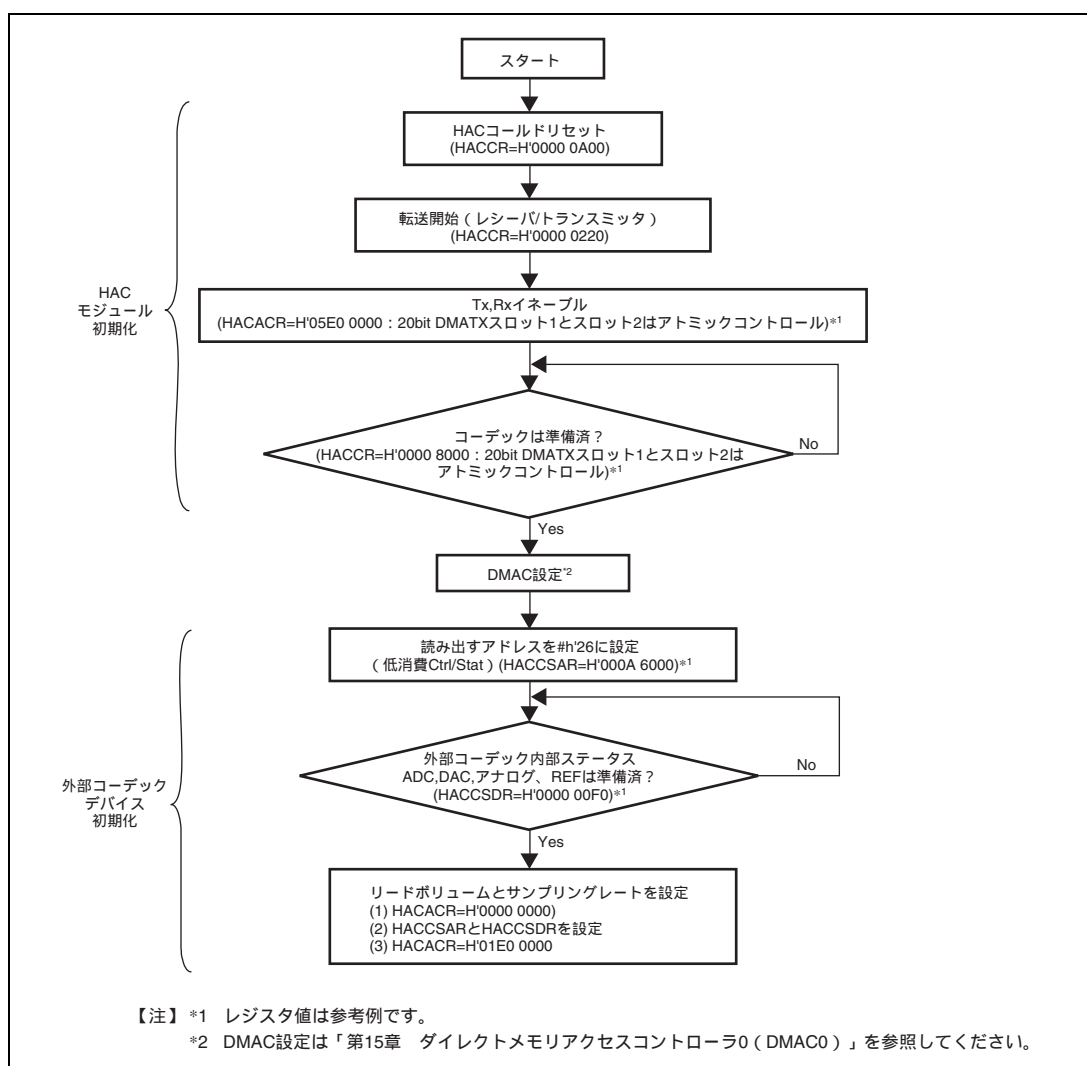 スタート
HACコールドリセット
(HACCR=H'0000 0A00)
転送開始（レシーバ/トランスミッタ）
(HACCR=H'0000 0220)
HAC
モジュール
初期化
Tx,Rxイネーブル
(HACACR=H'05E0 0000：20bit DMATXスロット1とスロット2はアトミックコントロール)*1
コーデックは準備済？
(HACCR=H'0000 8000：20bit DMATXスロット1とスロット2は
アトミックコントロール)*1
No
Yes
DMAC設定*2
読み出すアドレスを#h'26に設定
（低消費Ctrl/Stat）(HACCSAR=H'000A 6000)*1
外部コーデック
デバイス
初期化
外部コーデック内部ステータス
ADC,DAC,アナログ、REFは準備済？
(HACCSDR=H'0000 00F0)*1
No
Yes
リードボリュームとサンプリングレートを設定
(1) HACACR=H'0000 0000)
(2) HACCSARとHACCSDRを設定
(3) HACACR=H'01E0 0000
【注】 *1 レジスタ値は参考例です。
*2 DMAC設定は「第15章 ダイレクトメモリアクセスコントローラ0（DMAC0）」を参照してください。